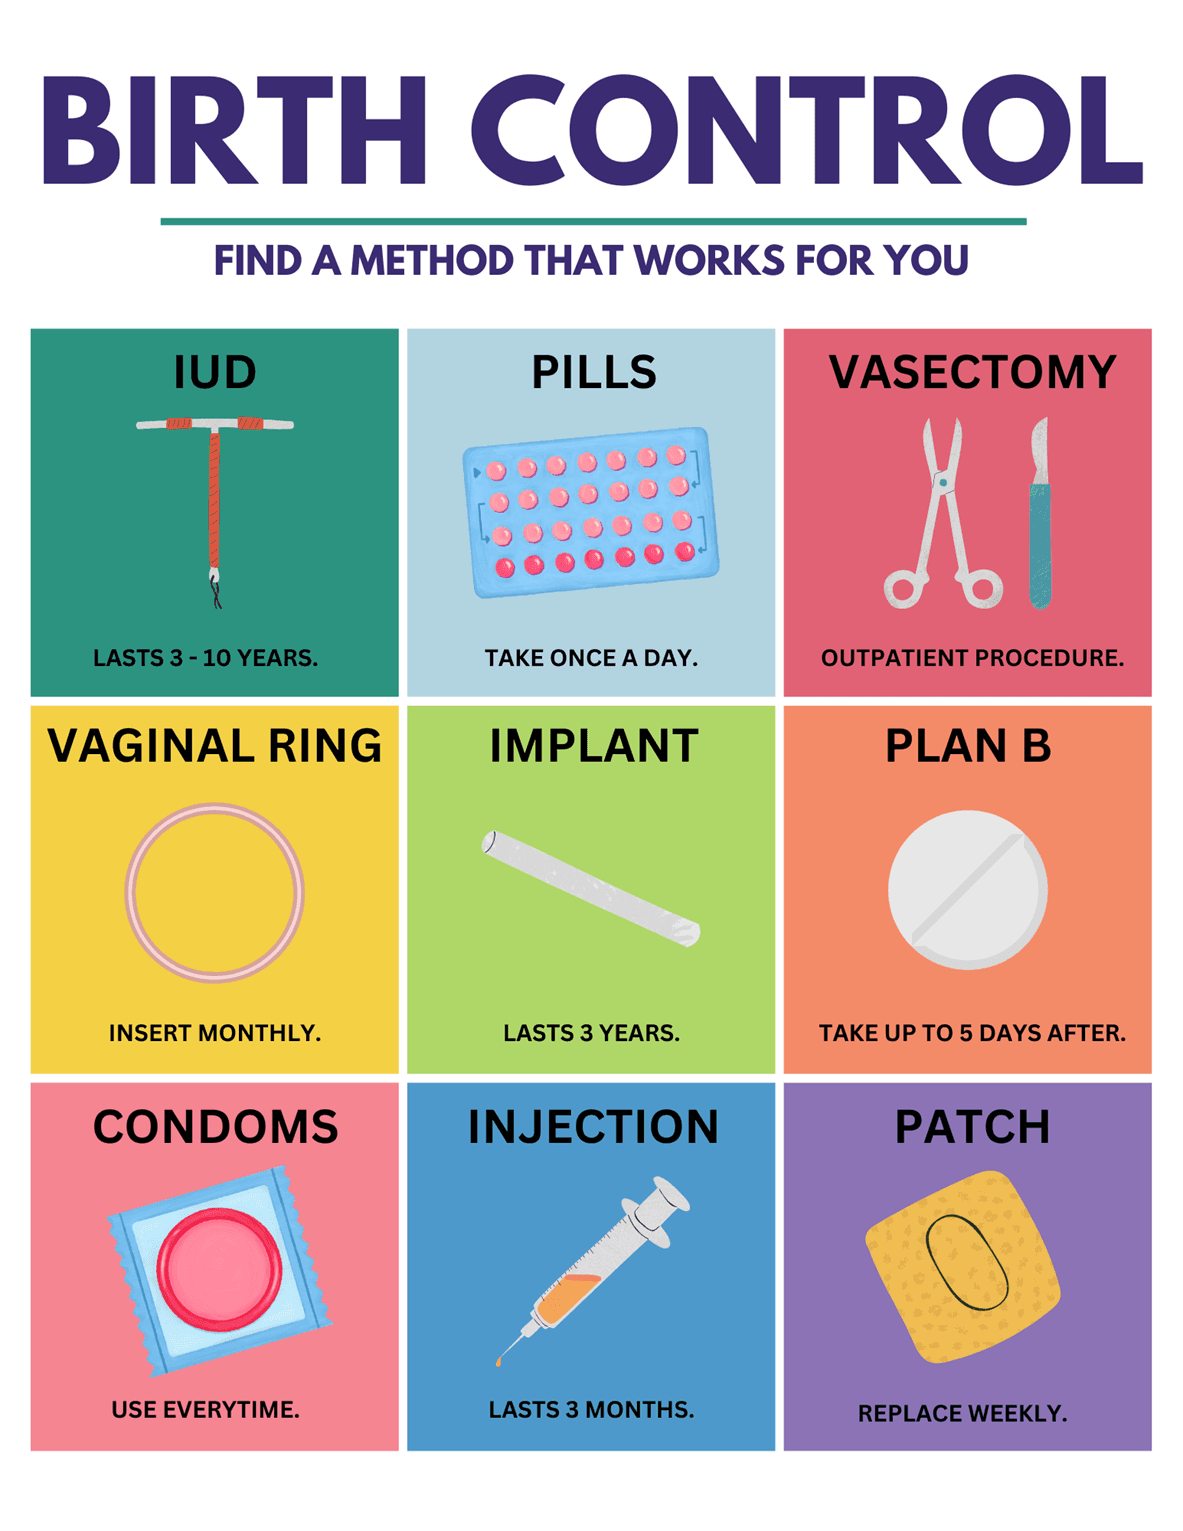 BIRTH CONTROL
FIND A METHOD THAT WORKS FOR YOU
IUD
LASTS 3 - 10 YEARS.
PILLS
TAKE ONCE A DAY.
VASECTOMY
OUTPATIENT PROCEDURE.
VAGINAL RING
INSERT MONTHLY.
IMPLANT
LASTS 3 YEARS.
PLAN B
TAKE UP TO 5 DAYS AFTER.
CONDOMS
USE EVERYTIME.
INJECTION
LASTS 3 MONTHS.
PATCH
REPLACE WEEKLY.